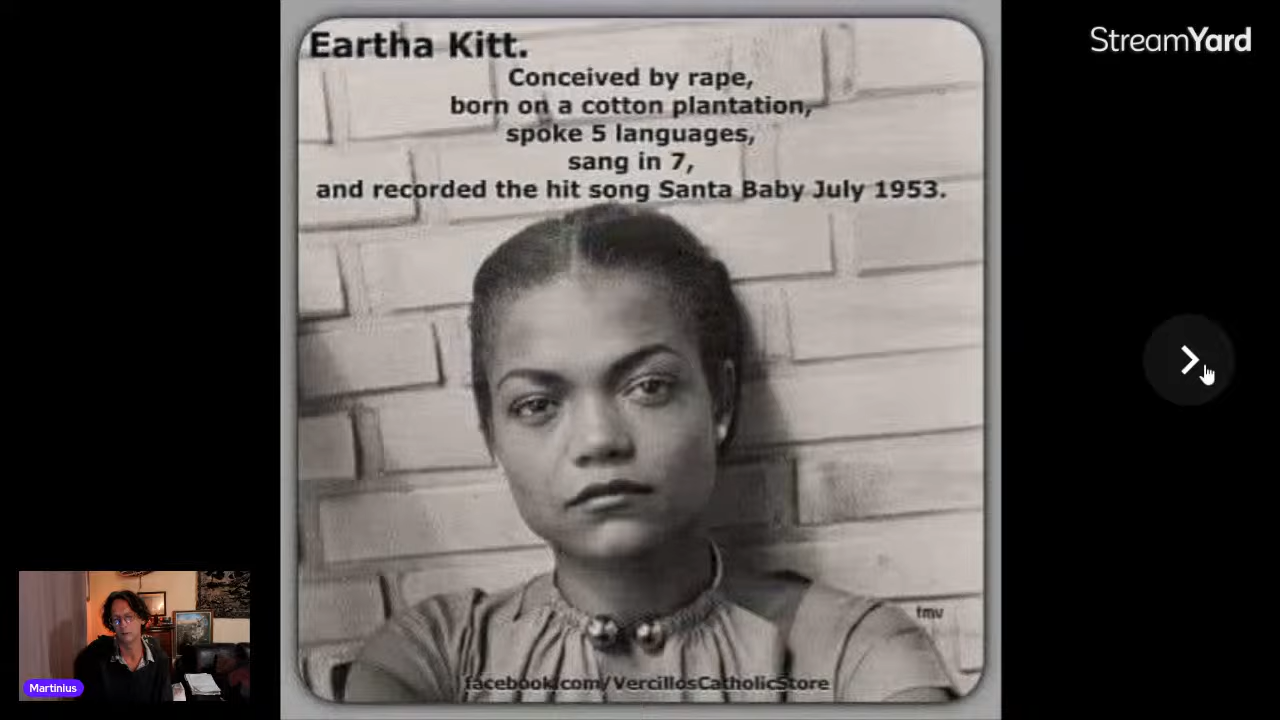 Eartha Kitt.
Conceived by rape,
born on a cotton plantation,
spoke 5 languages,
sang in 7,
and recorded the hit song Santa Baby July 1953.
tmv
facebook.com/VercillosCatholicStore
StreamYard
Martinius